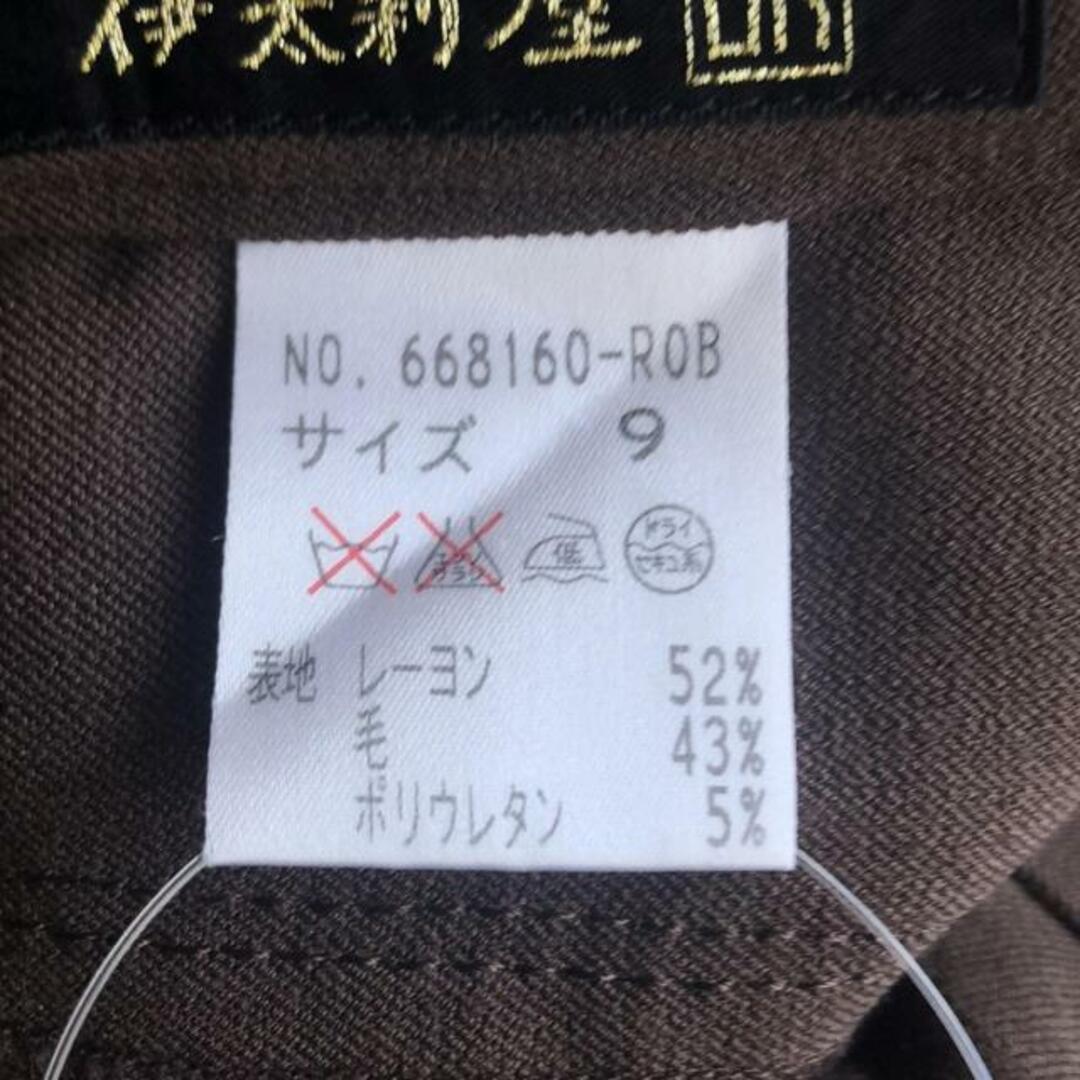 伊太利屋
NO. 668160-ROB
サイズ 9
低 ドライ セキユ系
表地 レーヨン 52%
毛 43%
ポリウレタン 5%